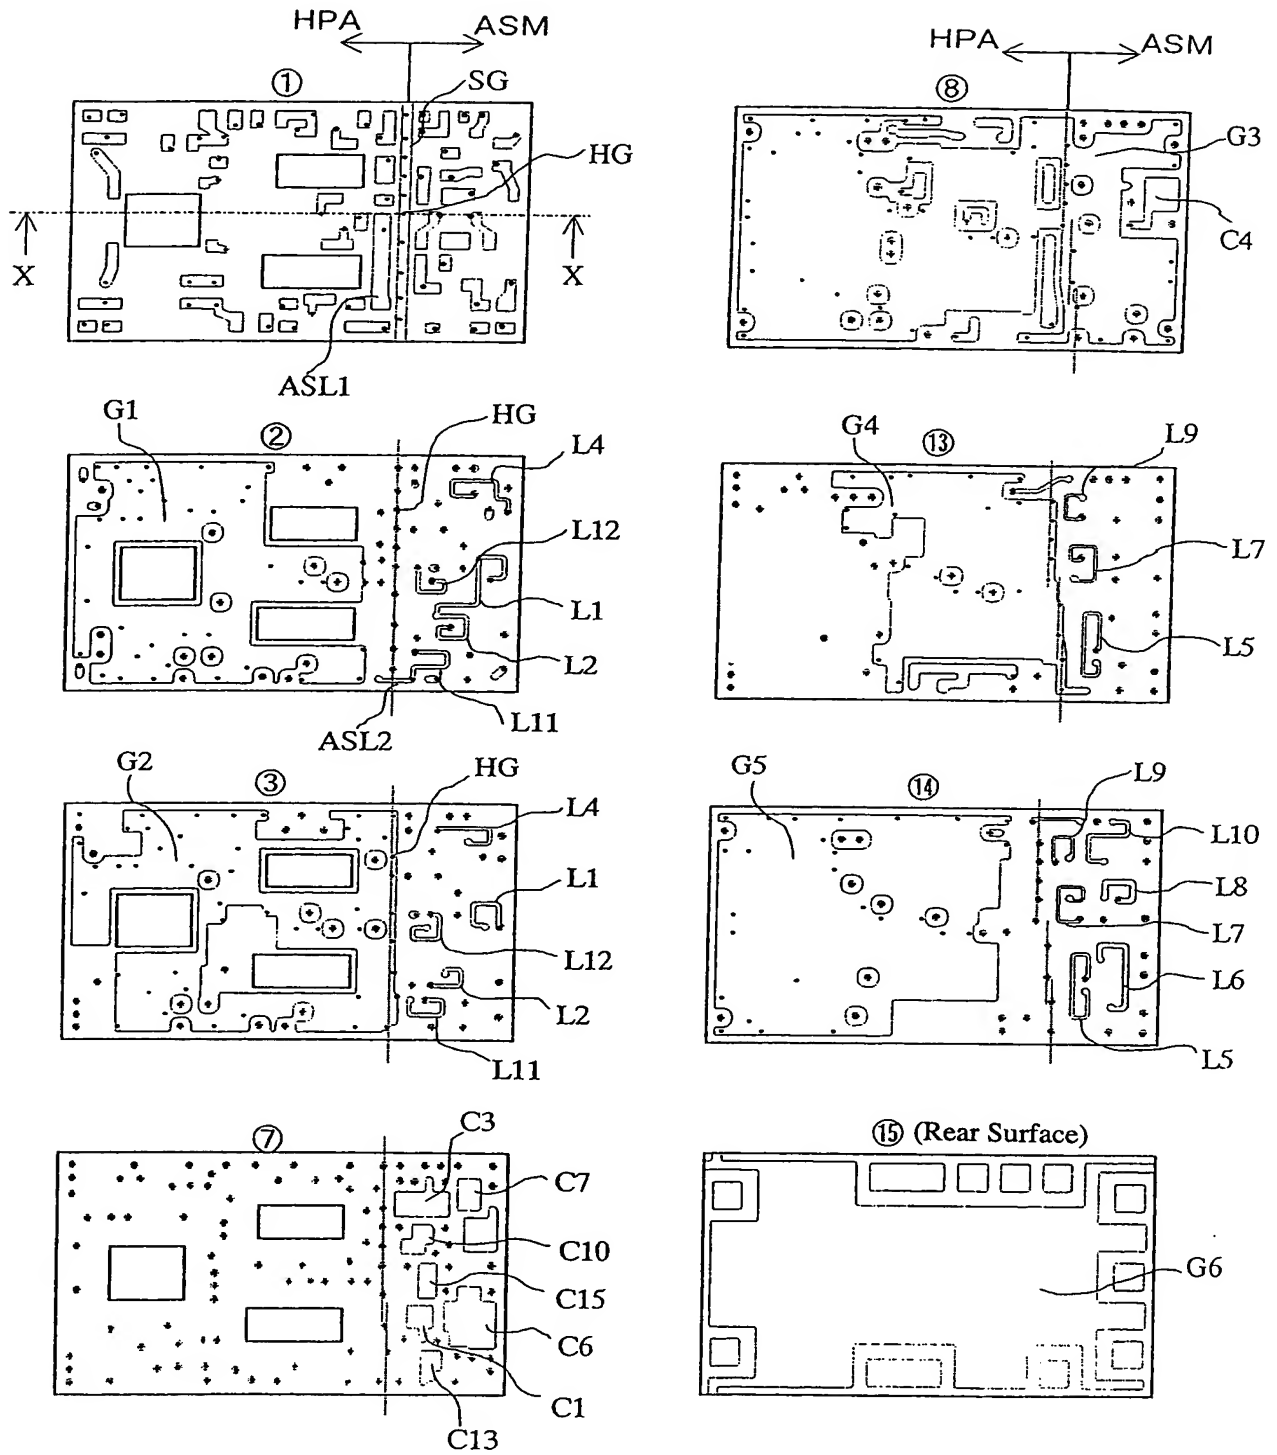 HPA ASM
①
SG
HG
X X
ASL1
HPA ASM
⑧
G3
C4
G1
②
HG
L4
L12
L1
L2
L11
ASL2
G4
⑬
L9
L7
L5
G2
③
HG
L4
L1
L12
L2
L11
G5
⑭
L9
L10
L8
L7
L6
L5
⑦
C3
C7
C10
C15
C6
C1
C13
⑮ (Rear Surface)
G6